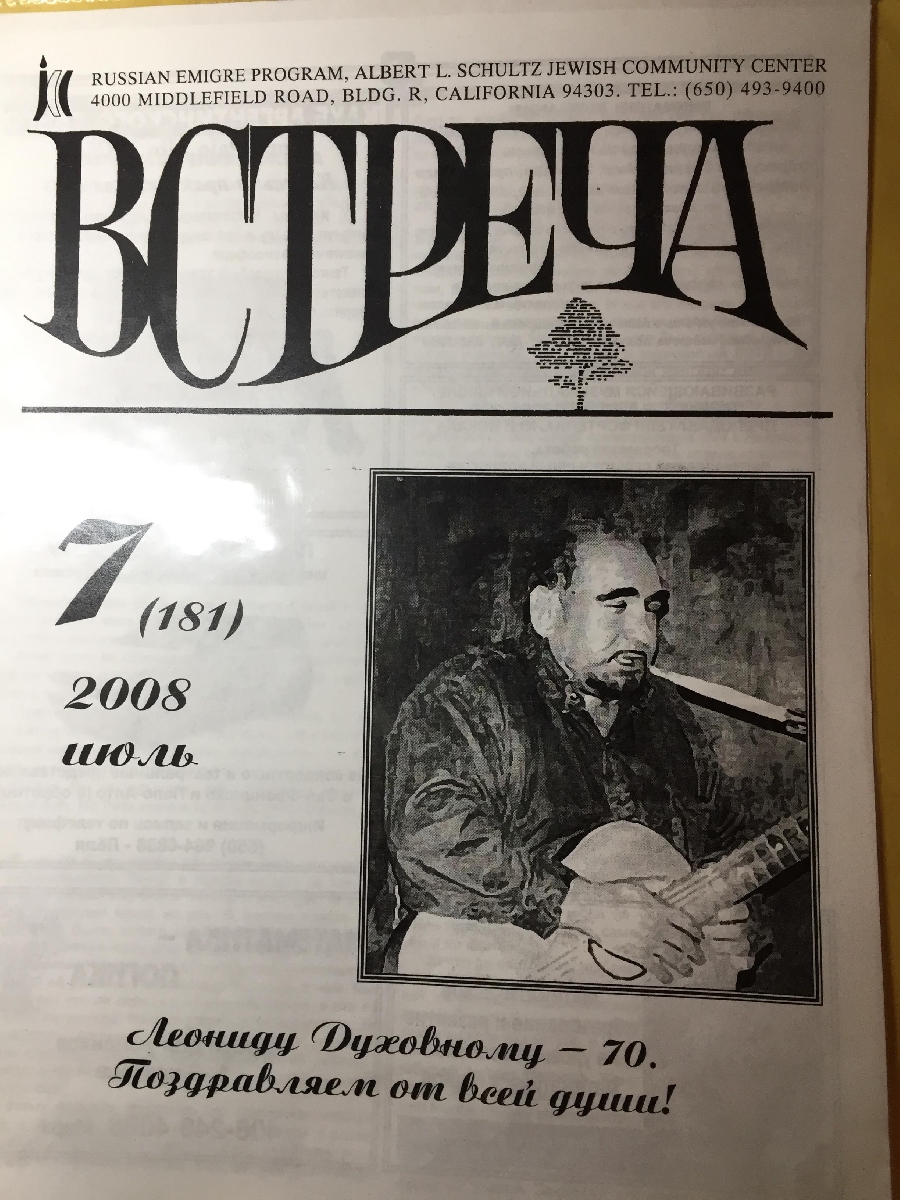 RUSSIAN EMIGRE PROGRAM, ALBERT L. SCHULTZ JEWISH COMMUNITY CENTER
4000 MIDDLEFIELD ROAD, BLDG. R, CALIFORNIA 94303. TEL.: (650) 493-9400
ВСТРЕЧА
7 (181)
2008
июль
Леониду Духовному – 70.
Поздравляем от всей души!